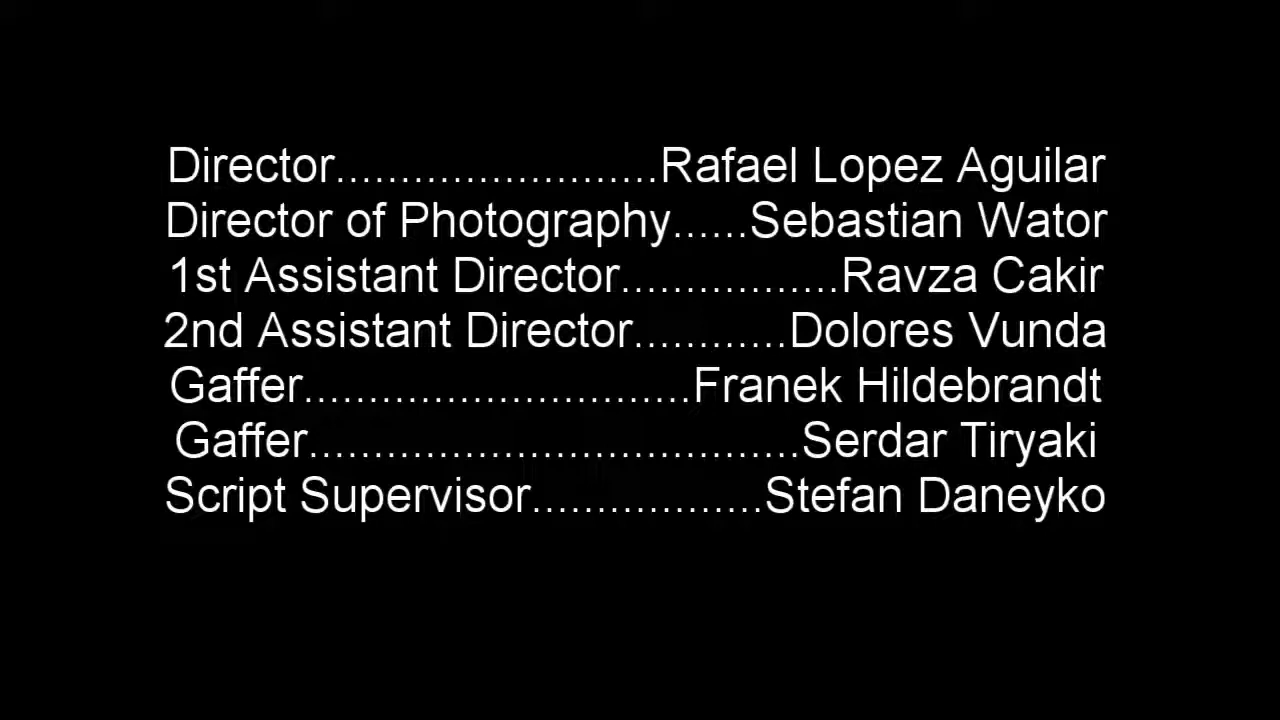 Director.........................Rafael Lopez Aguilar
Director of Photography......Sebastian Wator
1st Assistant Director.................Ravza Cakir
2nd Assistant Director............Dolores Vunda
Gaffer..............................Franek Hildebrandt
Gaffer......................................Serdar Tiryaki
Script Supervisor..................Stefan Daneyko